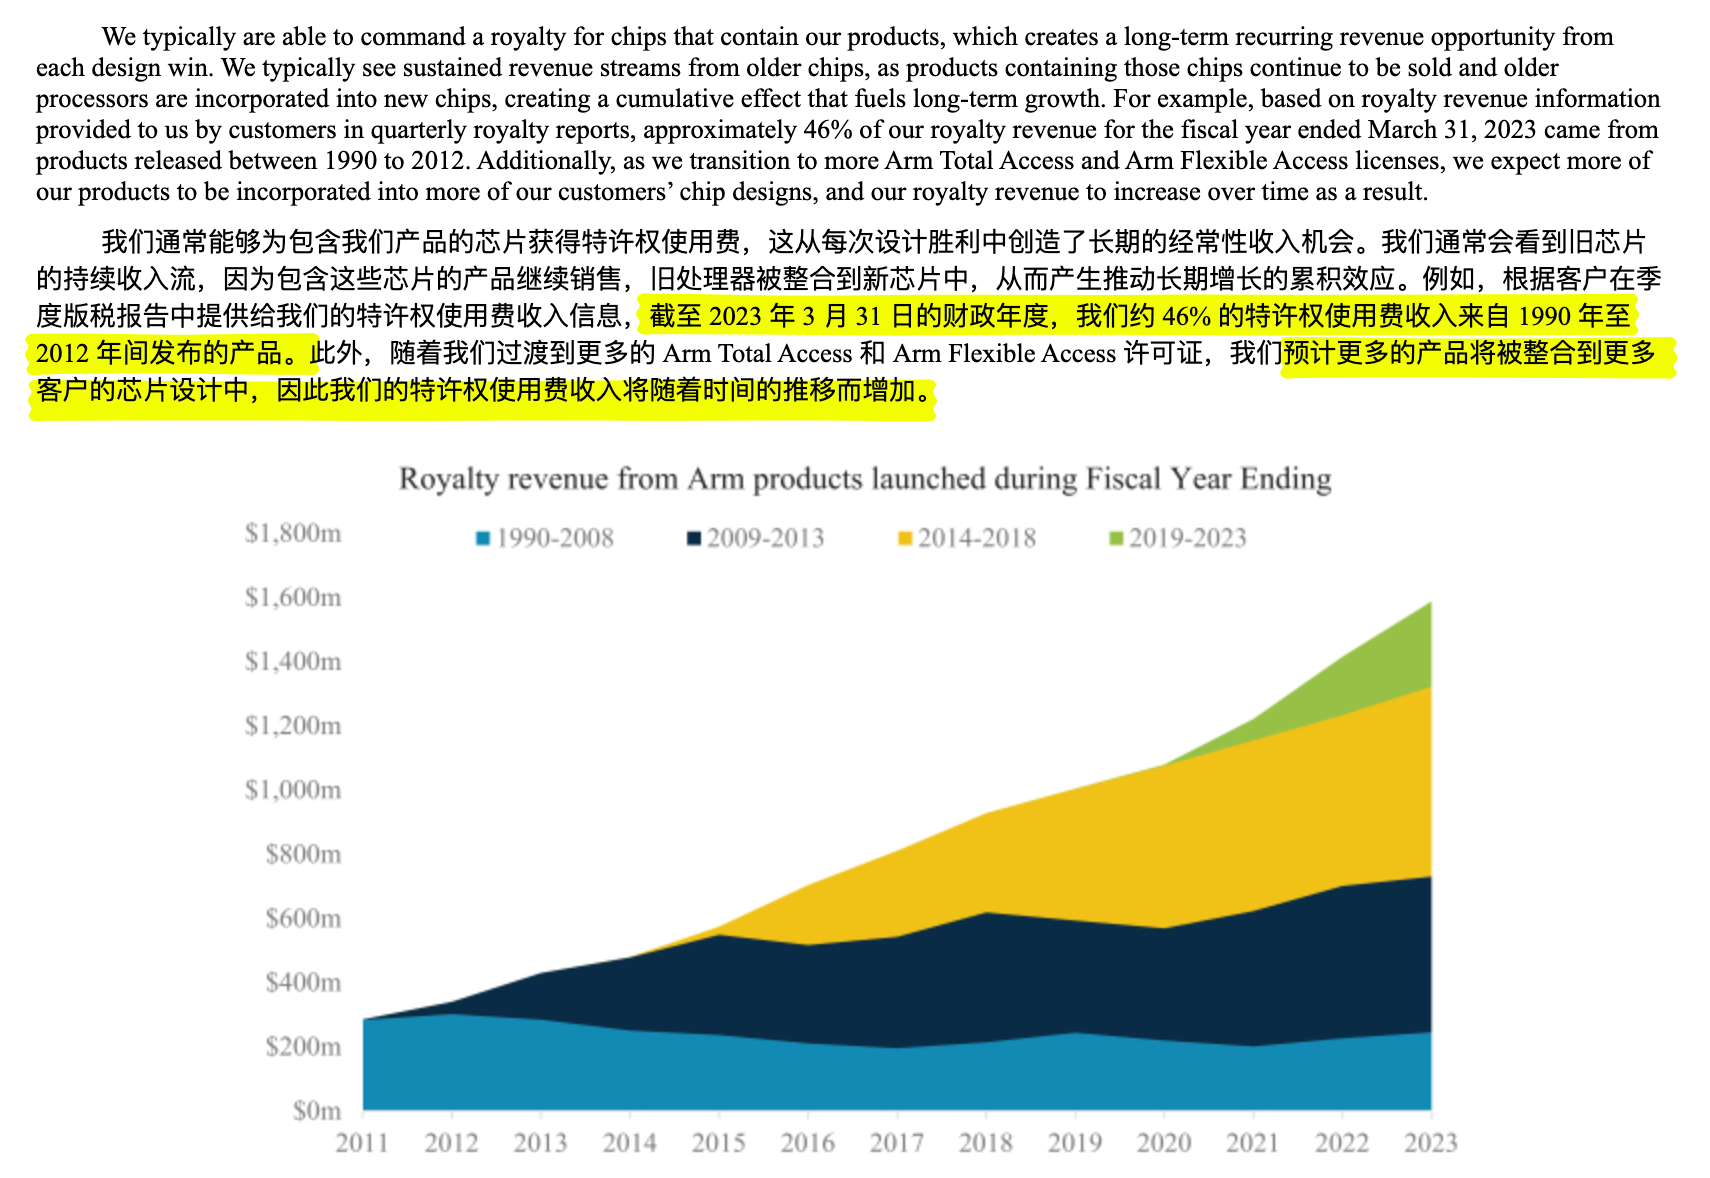 We typically are able to command a royalty for chips that contain our products, which creates a long-term recurring revenue opportunity from
each design win. We typically see sustained revenue streams from older chips, as products containing those chips continue to be sold and older
processors are incorporated into new chips, creating a cumulative effect that fuels long-term growth. For example, based on royalty revenue information
provided to us by customers in quarterly royalty reports, approximately 46% of our royalty revenue for the fiscal year ended March 31, 2023 came from
products released between 1990 to 2012. Additionally, as we transition to more Arm Total Access and Arm Flexible Access licenses, we expect more of
our products to be incorporated into more of our customers’ chip designs, and our royalty revenue to increase over time as a result.
我们通常能够为包含我们产品的芯片获得特许权使用费，这从每次设计胜利中创造了长期的经常性收入机会。我们通常会看到旧芯片
的持续收入流，因为包含这些芯片的产品继续销售，旧处理器被整合到新芯片中，从而产生推动长期增长的累积效应。例如，根据客户在季
度版税报告中提供给我们的特许权使用费收入信息，截至 2023 年 3 月 31 日的财政年度，我们约 46% 的特许权使用费收入来自 1990 年至
2012 年间发布的产品。此外，随着我们过渡到更多的 Arm Total Access 和 Arm Flexible Access 许可证，我们预计更多的产品将被整合到更多
客户的芯片设计中，因此我们的特许权使用费收入将随着时间的推移而增加。
Royalty revenue from Arm products launched during Fiscal Year Ending
1990-2008 2009-2013 2014-2018 2019-2023
$1,800m
$1,600m
$1,400m
$1,200m
$1,000m
$800m
$600m
$400m
$200m
$0m
2011 2012 2013 2014 2015 2016 2017 2018 2019 2020 2021 2022 2023